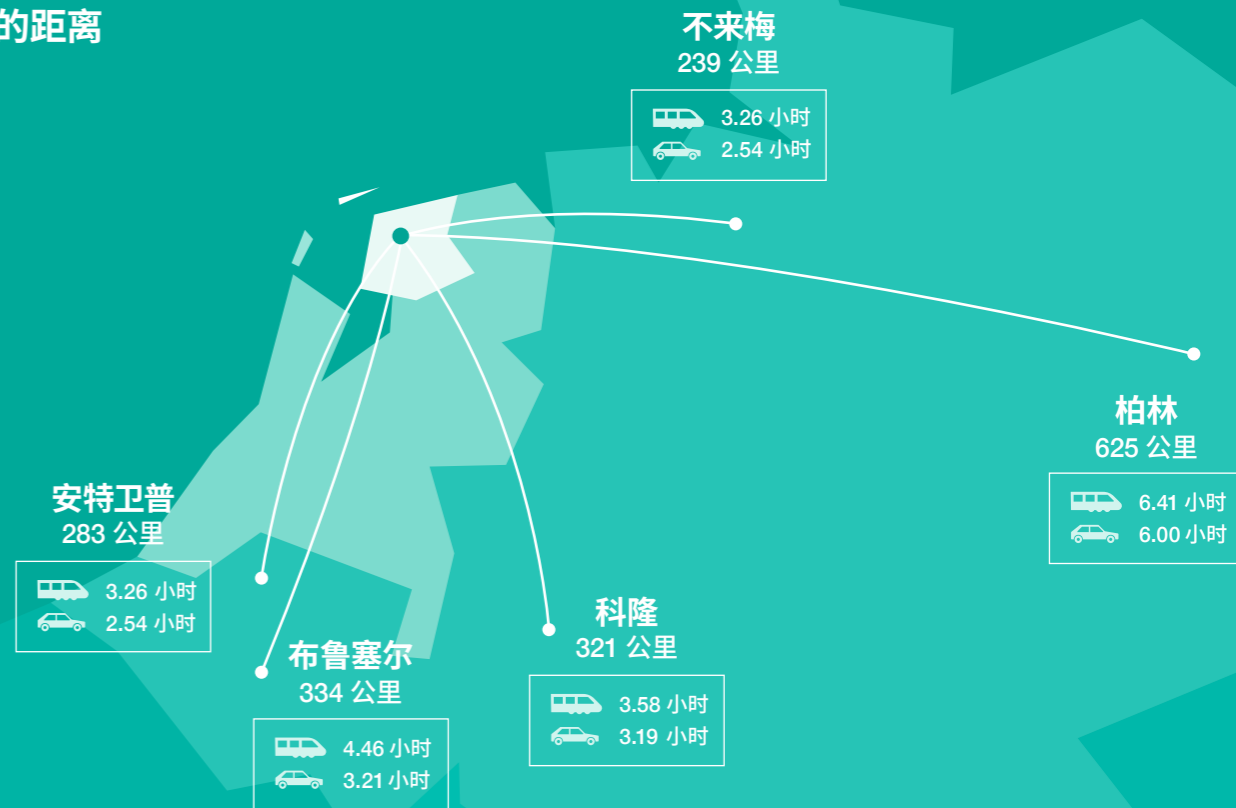 的距离
不来梅
239 公里
3.26 小时
2.54 小时
柏林
625 公里
6.41 小时
6.00 小时
安特卫普
283 公里
3.26 小时
2.54 小时
布鲁塞尔
334 公里
4.46 小时
3.21 小时
科隆
321 公里
3.58 小时
3.19 小时